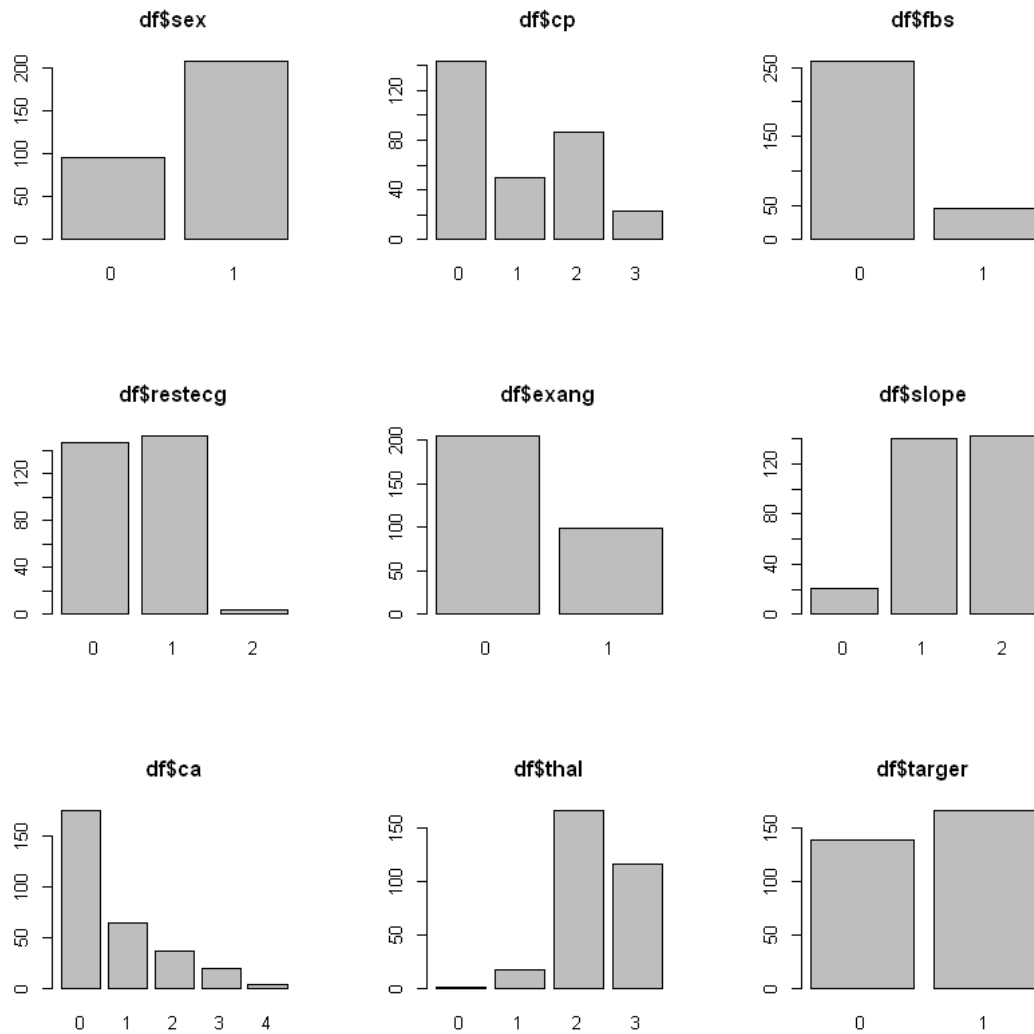 df$sex
df$cp
df$fbs
0 50 100 150 200
0 1
0 40 80 120
0 1 2 3
0 50 150 250
0 1
df$restecg
df$exang
df$slope
0 40 80 120
0 1 2
0 50 100 150 200
0 1
0 40 80 120
0 1 2
df$ca
df$thal
df$targer
0 50 100 150
0 1 2 3 4
0 50 100 150
0 1 2 3
0 50 100 150
0 1